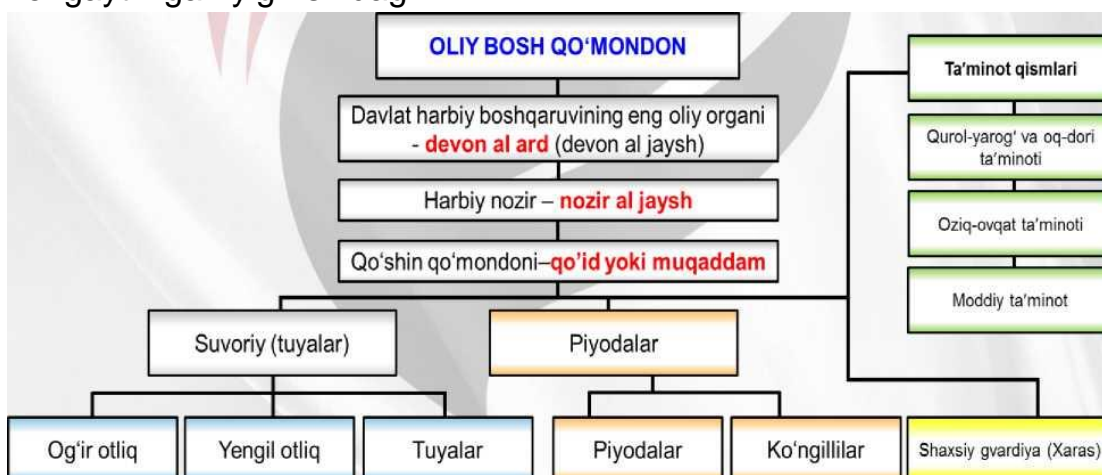 OLIY BOSH QO‘MONDON
Davlat harbiy boshqaruvining eng oliy organi
- devon al ard (devon al jaysh)
Harbiy nozir – nozir al jaysh
Qo‘shin qo‘mondoni–qo’id yoki muqaddam
Ta’minot qismlari
Qurol-yarog‘ va oq-dori
ta’minoti
Oziq-ovqat ta’minoti
Moddiy ta’minot
Suvoriy (tuyalar)
Piyodalar
Og‘ir otliq
Yengil otliq
Tuyalar
Piyodalar
Ko‘ngillilar
Shaxsiy gvardiya (Xaras)